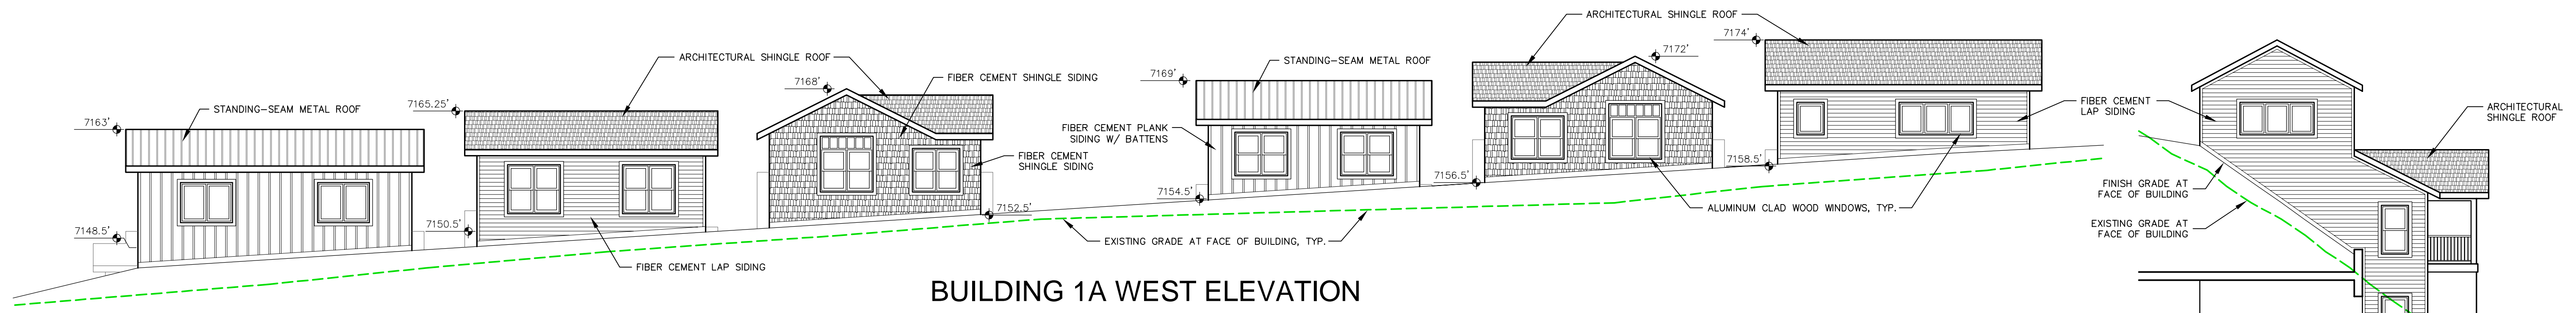 ARCHITECTURAL SHINGLE ROOF
7174'
7172'
ARCHITECTURAL SHINGLE ROOF
7168'
FIBER CEMENT SHINGLE SIDING
7169'
STANDING-SEAM METAL ROOF
7163'
STANDING-SEAM METAL ROOF
7165.25'
FIBER CEMENT PLANK
SIDING W/ BATTENS
FIBER CEMENT
LAP SIDING
ARCHITECTURAL
SHINGLE ROOF
FIBER CEMENT
SHINGLE SIDING
7158.5'
7156.5'
7154.5'
7152.5'
7150.5'
7148.5'
FINISH GRADE AT
FACE OF BUILDING
ALUMINUM CLAD WOOD WINDOWS, TYP.
EXISTING GRADE AT
FACE OF BUILDING
EXISTING GRADE AT FACE OF BUILDING, TYP.
FIBER CEMENT LAP SIDING
BUILDING 1A WEST ELEVATION